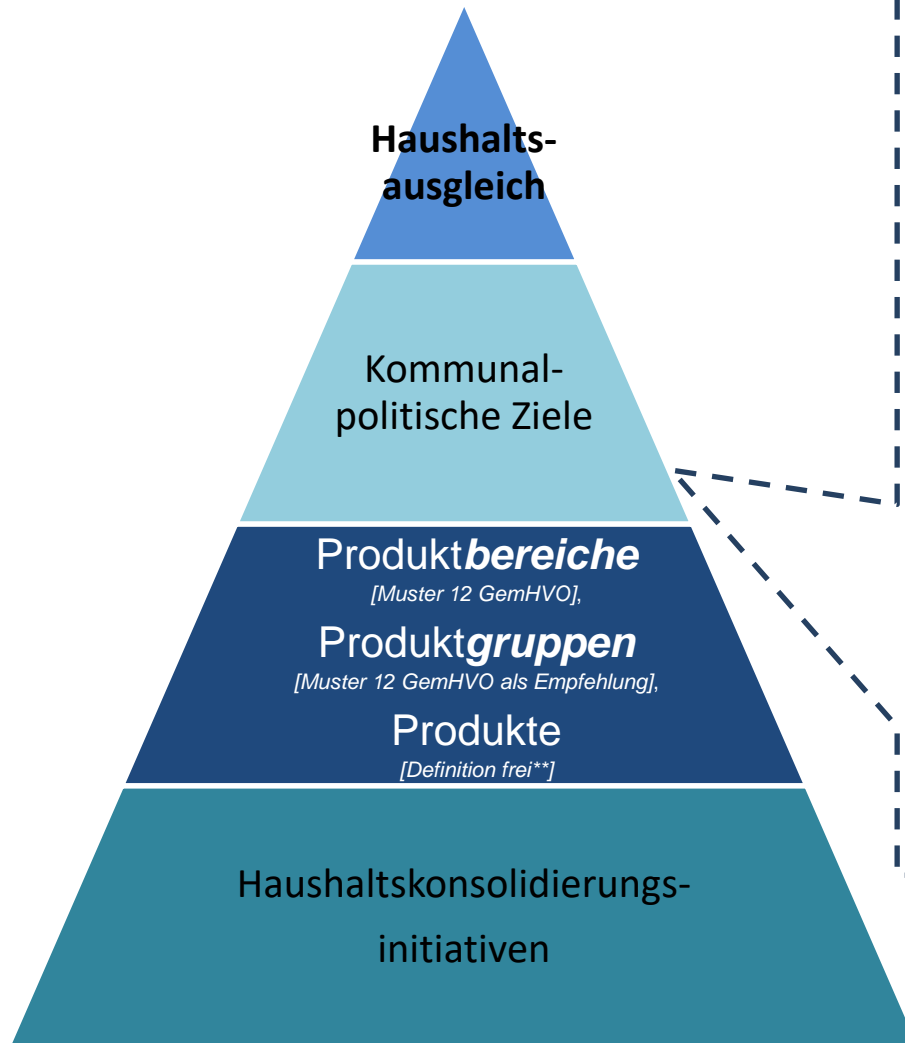 Haushalts-
ausgleich
Kommunal-
politische Ziele
Produktbereiche
[Muster 12 GemHVO],
Produktgruppen
[Muster 12 GemHVO als Empfehlung],
Produkte
[Definition frei**]
Haushaltskonsolidierungs-
initiativen